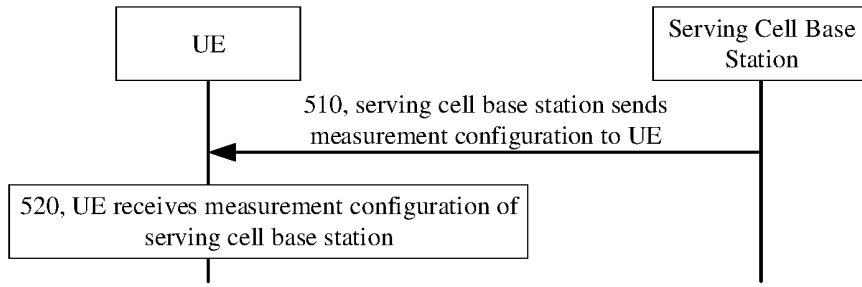 UE
Serving Cell Base
Station
510, serving cell base station sends
measurement configuration to UE
520, UE receives measurement configuration of
serving cell base station